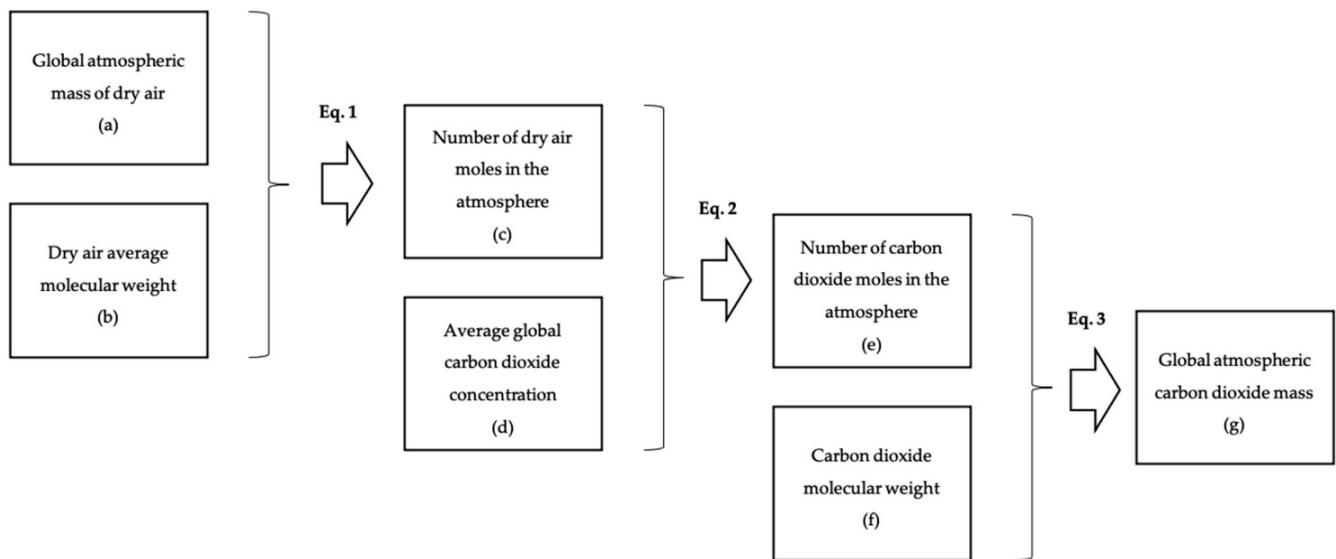 Global atmospheric
mass of dry air
(a)
Dry air average
molecular weight
(b)
Eq. 1
Number of dry air
moles in the
atmosphere
(c)
Average global
carbon dioxide
concentration
(d)
Eq. 2
Number of carbon
dioxide moles in the
atmosphere
(e)
Carbon dioxide
molecular weight
(f)
Eq. 3
Global atmospheric
carbon dioxide mass
(g)